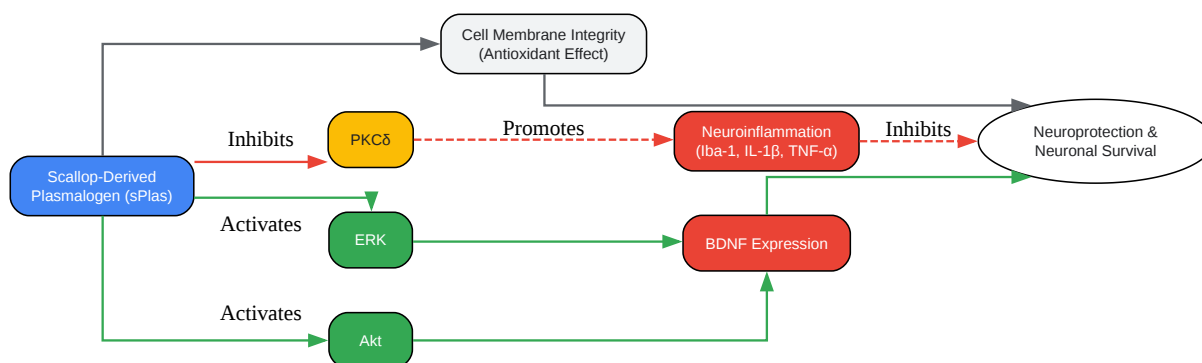 Cell Membrane Integrity
(Antioxidant Effect)
Inhibits
PKCδ
Promotes
Neuroinflammation
(Iba-1, IL-1β, TNF-α)
Inhibits
Neuroprotection &
Neuronal Survival
Scallop-Derived
Plasmalogen (sPlas)
Activates
ERK
BDNF Expression
Activates
Akt